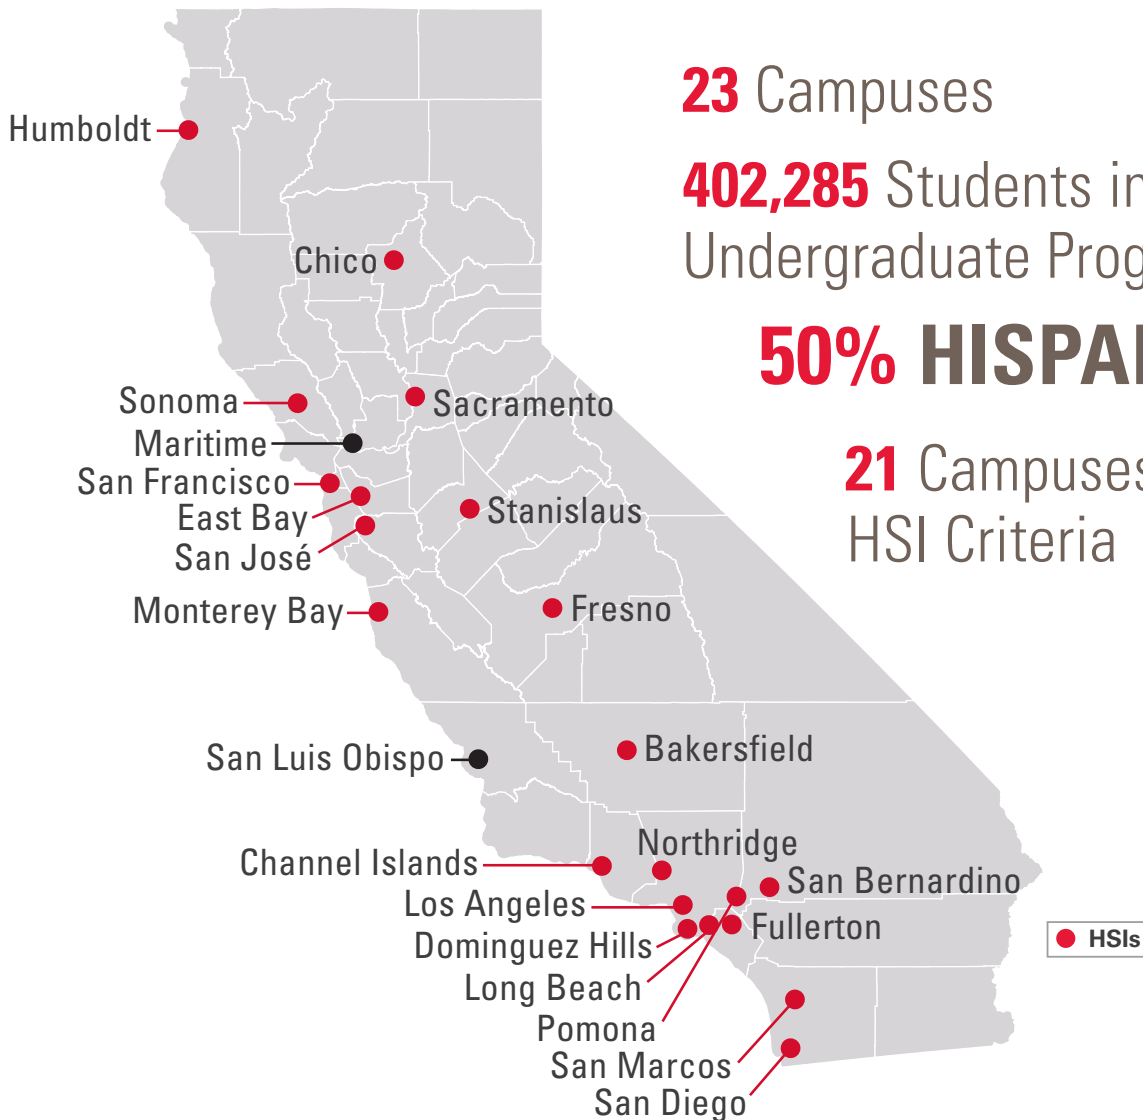 23 Campuses
402,285 Students in
Undergraduate
50% 
21 Campuses
HSI Criteria
Humboldt
Chico
Sonoma
Sacramento
Maritime
San Francisco
East Bay
Stanislaus
San José
Monterey Bay
Fresno
San Luis Obispo
Bakersfield
Northridge
Channel Islands
San Bernardino
Los Angeles
Fullerton
Dominguez Hills
HSIs
Long Beach
Pomona
San Marcos
San Diego